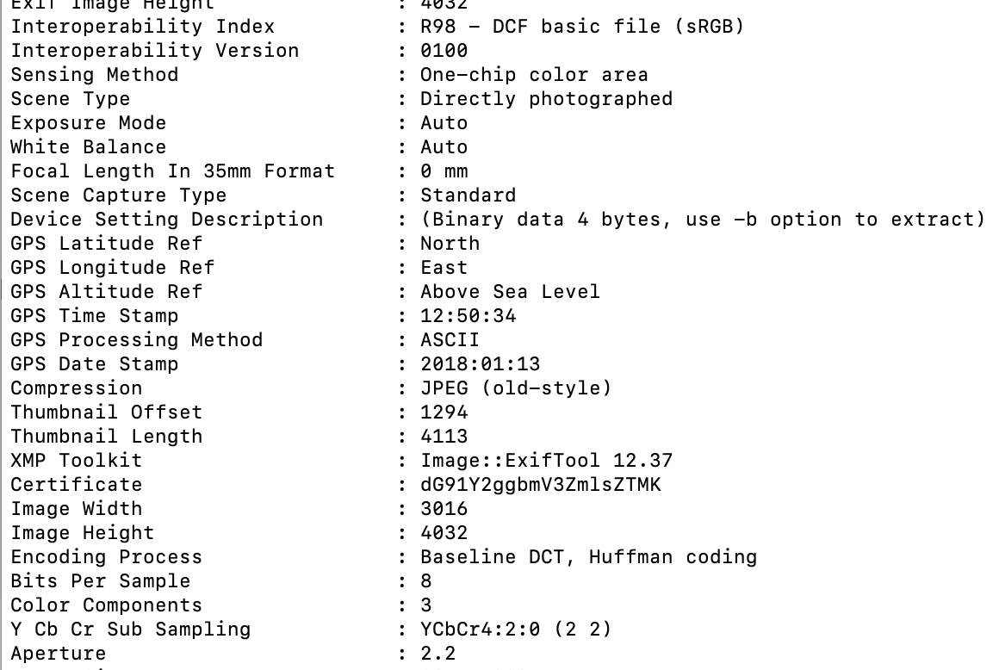 Exif Image Height : 4032
Interoperability Index : R98 - DCF basic file (sRGB)
Interoperability Version : 0100
Sensing Method : One-chip color area
Scene Type : Directly photographed
Exposure Mode : Auto
White Balance : Auto
Focal Length In 35mm Format : 0 mm
Scene Capture Type : Standard
Device Setting Description : (Binary data 4 bytes, use -b option to extract)
GPS Latitude Ref : North
GPS Longitude Ref : East
GPS Altitude Ref : Above Sea Level
GPS Time Stamp : 12:50:34
GPS Processing Method : ASCII
GPS Date Stamp : 2018:01:13
Compression : JPEG (old-style)
Thumbnail Offset : 1294
Thumbnail Length : 4113
XMP Toolkit : Image::ExifTool 12.37
Certificate : dG91Y2ggbmV3ZmlsZTMK
Image Width : 3016
Image Height : 4032
Encoding Process : Baseline DCT, Huffman coding
Bits Per Sample : 8
Color Components : 3
Y Cb Cr Sub Sampling : YCbCr4:2:0 (2 2)
Aperture : 2.2